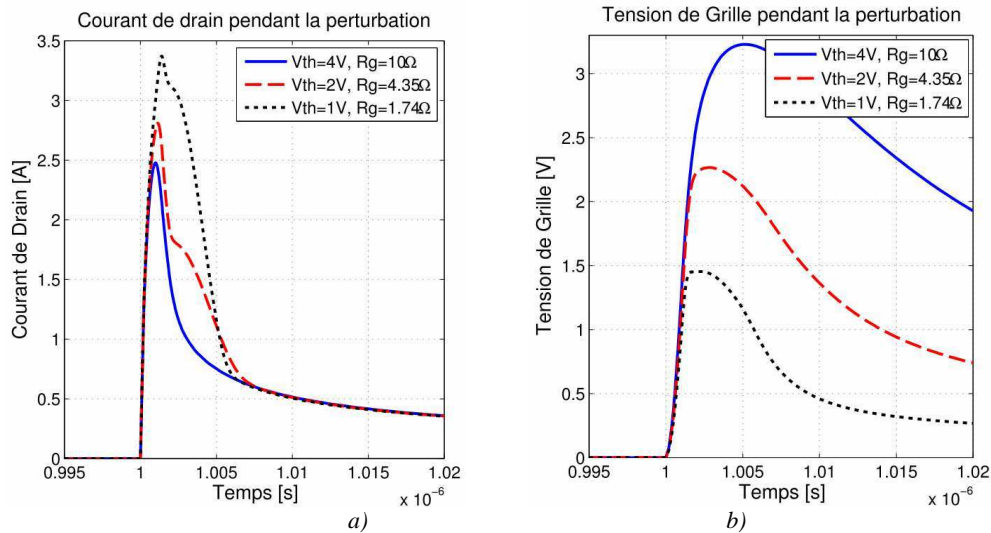 Courant de drain pendant la perturbation
3.5
3
2.5
2
1.5
1
0.5
0
Courant de Drain [A]
Vth=4V, Rg=10Ω
Vth=2V, Rg=4.35Ω
Vth=1V, Rg=1.74Ω
0.995 1 1.005 1.01 1.015 1.02
Temps [s]
x 10⁻⁶
a)
Tension de Grille pendant la perturbation
3
2.5
2
1.5
1
0.5
0
Tension de Grille [V]
Vth=4V, Rg=10Ω
Vth=2V, Rg=4.35Ω
Vth=1V, Rg=1.74Ω
0.995 1 1.005 1.01 1.015 1.02
Temps [s]
x 10⁻⁶
b)